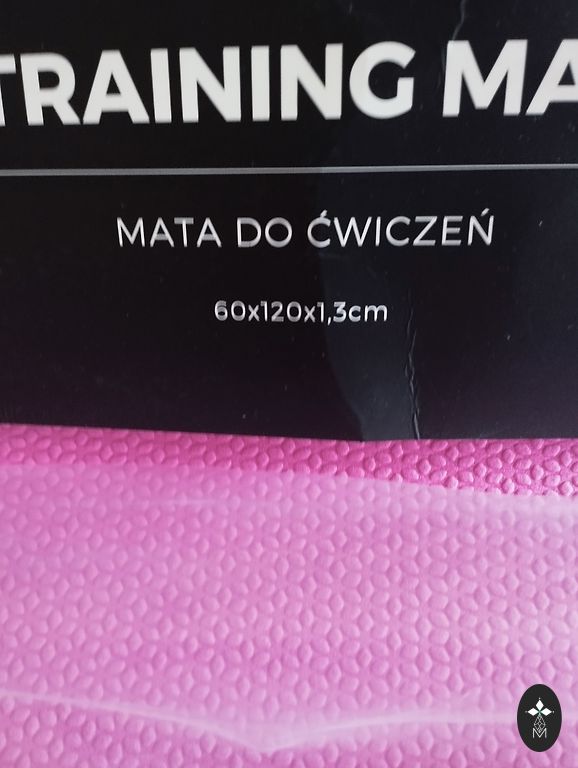 TRAINING MA
MATA DO ĆWICZEŃ
60x120x1,3cm
M